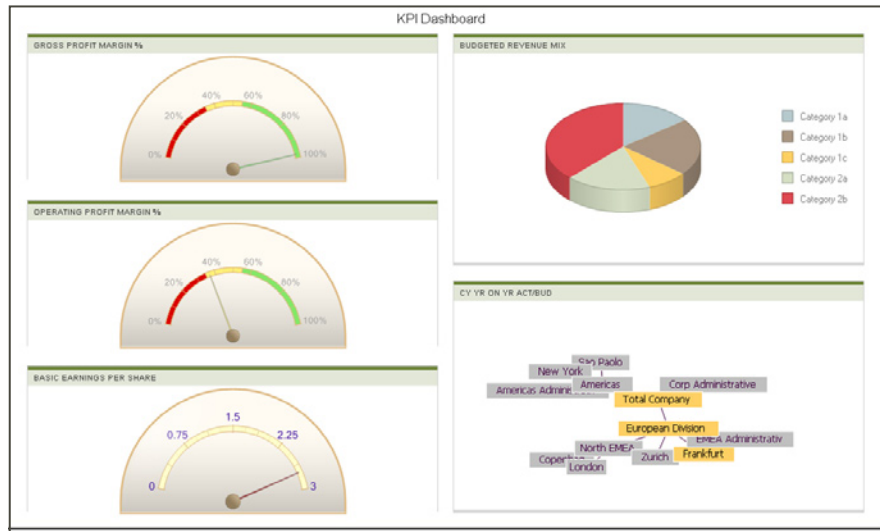 KPI Dashboard
GROSS PROFIT MARGIN %
0%
20%
40%
60%
80%
100%
OPERATING PROFIT MARGIN %
0%
20%
40%
60%
80%
100%
BASIC EARNINGS PER SHARE
0
0.75
1.5
2.25
3
BUDGETED REVENUE MIX
Category 1a
Category 1b
Category 1c
Category 2a
Category 2b
CY YR ON YR ACT/BUD
Sao Paolo
New York
Americas
Corp Administrative
Americas Admini
Total Company
European Division
EMEA Administrativ
North EMEA
Frankfurt
Zurich
Copenha
London